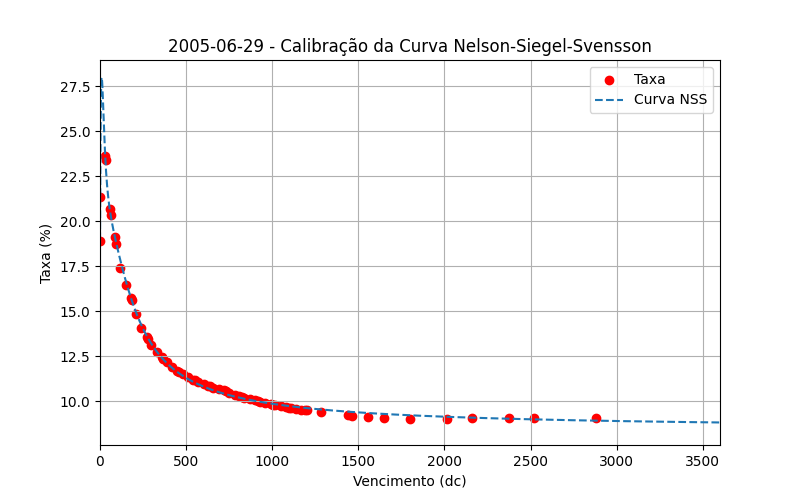 2005-06-29 - Calibração da Curva Nelson-Siegel-Svensson
Taxa
Curva NSS
Taxa (%)
27.5
25.0
22.5
20.0
17.5
15.0
12.5
10.0
0 500 1000 1500 2000 2500 3000 3500
Vencimento (dc)